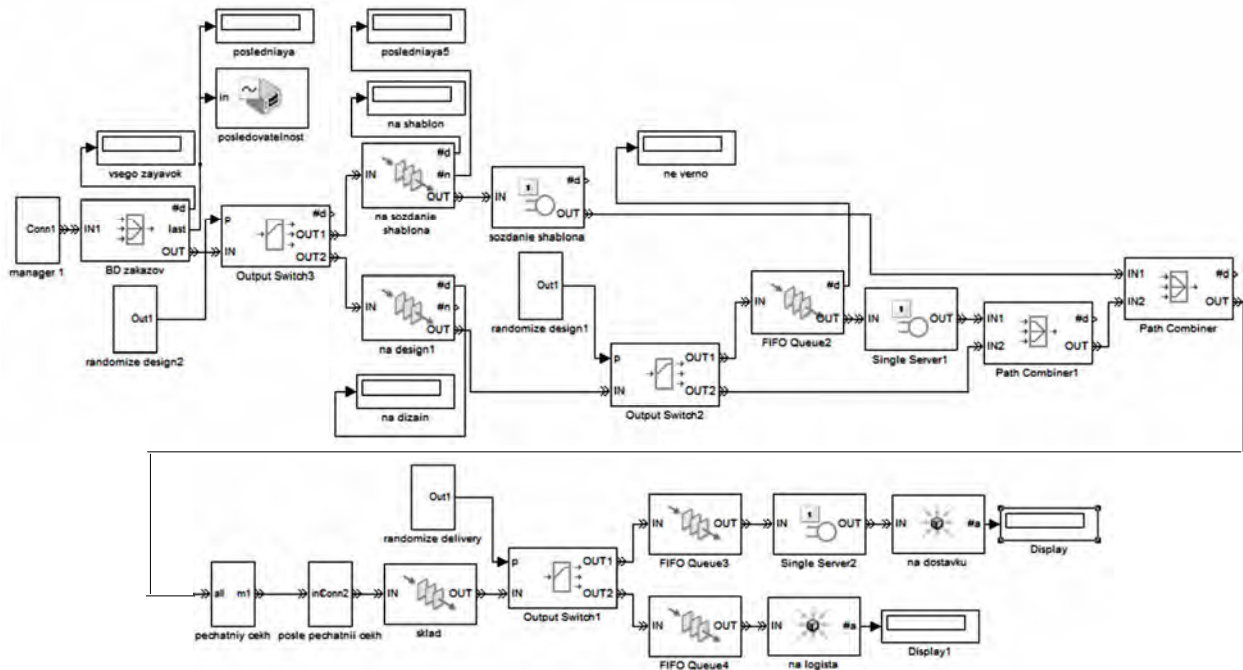 posledniaya
posledniaya5
in
posledovatelnost
na shablon
vsego zayavok
ne verno
Conn1
manager 1
IN1
#d
last
OUT
BD zakazov
p
IN
#d
OUT1
OUT2
Output Switch3
IN
#d
#n
OUT
na sozdanie
shablona
IN
1
#d
OUT
sozdanie shablona
Out1
randomize design2
IN
#d
#n
OUT
na design1
na dizain
Out1
randomize design1
p
IN
OUT1
OUT2
Output Switch2
IN
#d
OUT
FIFO Queue2
IN
1
#d
OUT
Single Server1
IN1
IN2
#d
OUT
Path Combiner1
IN1
IN2
#d
OUT
Path Combiner
Out1
randomize delivery
all
m1
pechatniy cekh
Conn2
posle pechatnii cekh
IN
OUT
sklad
p
IN
OUT1
OUT2
Output Switch1
IN
OUT
FIFO Queue3
IN
1
OUT
Single Server2
IN
#a
na dostavku
Display
IN
OUT
FIFO Queue4
IN
#a
na logista
Display1